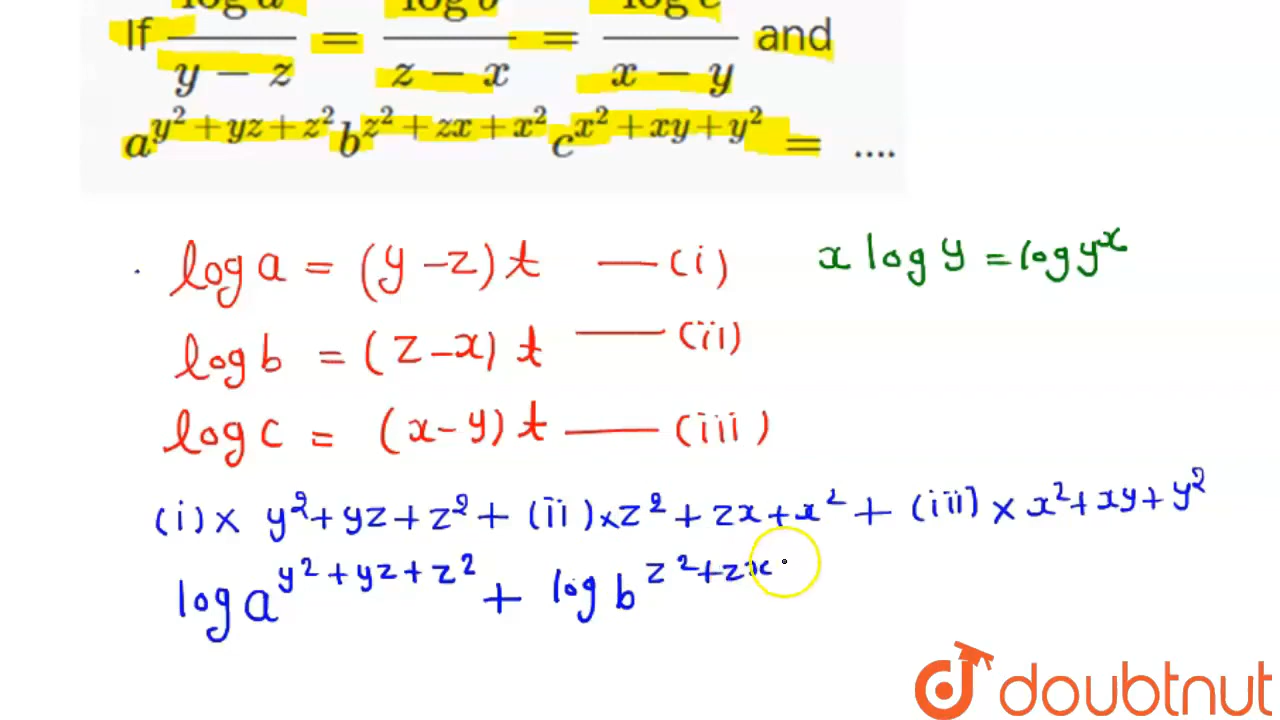 If log a / y − z = log b / z − x = log c / x − y and
a^{y²+yz+z²} b^{z²+zx+x²} c^{x²+xy+y²} = ....
log a = (y − z) t — (i) x log y = log y^x
log b = (z − x) t — (ii)
log c = (x − y) t — (iii)
(i) × y² + yz + z² + (ii) × z² + zx + x² + (iii) × x² + xy + y²
log a^{y² + yz + z²} + log b^{z² + zx
doubtnut